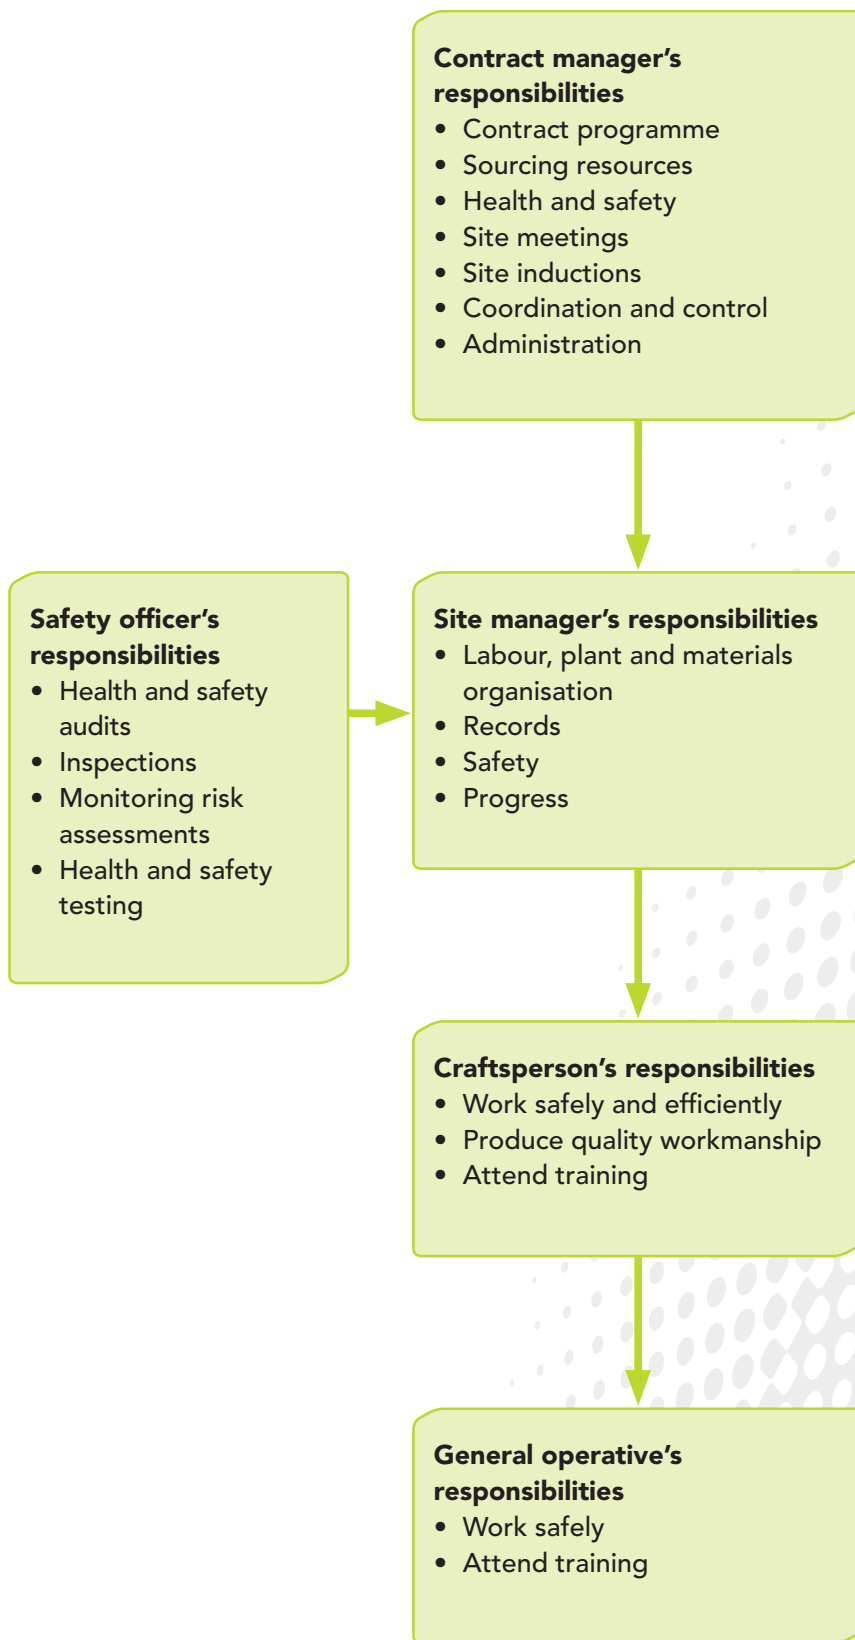 Contract manager’s
responsibilities
• Contract programme
• Sourcing resources
• Health and safety
• Site meetings
• Site inductions
• Coordination and control
• Administration
Safety officer’s
responsibilities
• Health and safety
audits
• Inspections
• Monitoring risk
assessments
• Health and safety
testing
Site manager’s responsibilities
• Labour, plant and materials
organisation
• Records
• Safety
• Progress
Craftsperson’s responsibilities
• Work safely and efficiently
• Produce quality workmanship
• Attend training
General operative’s
responsibilities
• Work safely
• Attend training